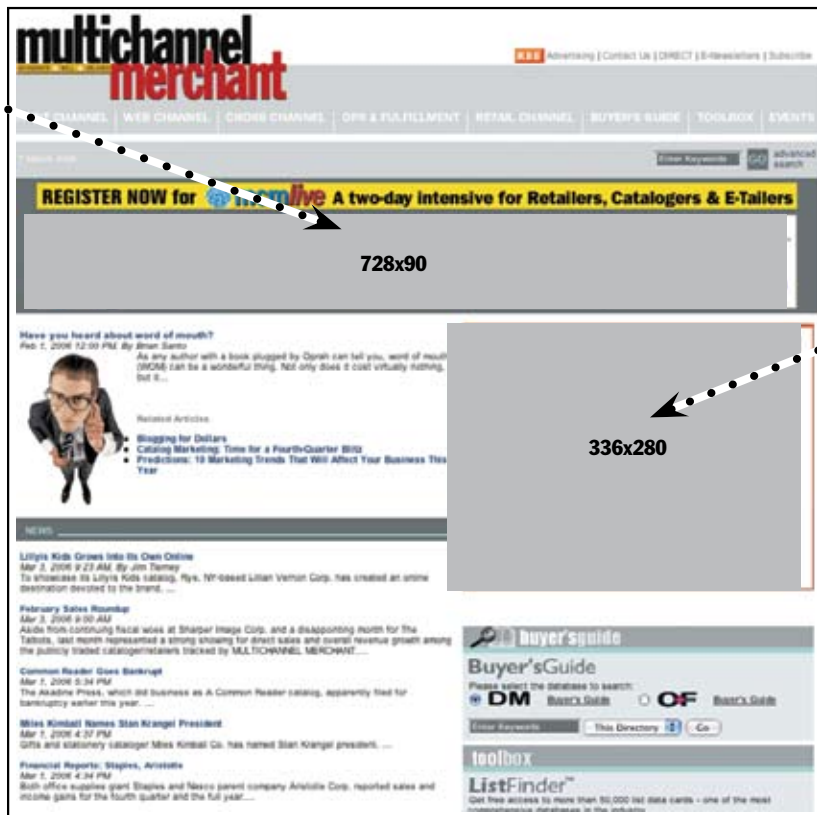 multichannel
merchant
RSS Advertising | Contact Us | DIRECT | E-Newsletters | Subscribe
CHANNEL | WEB CHANNEL | CROSS CHANNEL | OPS & FULFILLMENT | RETAIL CHANNEL | BUYER'S GUIDE | TOOLBOX | EVENTS
Enter Keywords GO advanced
search
REGISTER NOW for mcmlive A two-day intensive for Retailers, Catalogers & E-Tailers
728x90
Have you heard about word of mouth?
Feb 1, 2006 12:00 PM, By Brian Santo
As any author with a book plugged by Oprah can tell you, word of mouth
(WOM) can be a wonderful thing. Not only does it cost virtually nothing,
but it...
Related Articles
Blogging for Dollars
Catalog Marketing: Time for a Fourth-Quarter Blitz
Predictions: 10 Marketing Trends That Will Affect Your Business This
Year
336x280
NEWS
Lillyis Kids Grows Into Its Own Online
Mar 3, 2006 9:23 AM, By Jim Tierney
To showcase its Lillyis Kids catalog, Rye, NY-based Lillian Vernon Corp. has created an online
destination devoted to the brand. ...
February Sales Roundup
Mar 3, 2006 9:00 AM
Aside from continuing fiscal woes at Sharper Image Corp. and a disappointing month for The
Talbots, last month represented a strong showing for direct sales and overall revenue growth among
the publicly traded cataloger/retailers tracked by MULTICHANNEL MERCHANT....
Common Reader Goes Bankrupt
Mar 1, 2006 5:34 PM
The Akadine Press, which did business as A Common Reader catalog, apparently filed for
bankruptcy earlier this year. ...
Miles Kimball Names Stan Krangel President
Mar 1, 2006 4:37 PM
Gifts and stationery cataloger Miles Kimball Co. has named Stan Krangel president. ...
Financial Reports: Staples, Aristotle
Mar 1, 2006 4:34 PM
Both office supplies giant Staples and Nasco parent company Aristotle Corp. reported sales and
income gains for the fourth quarter and the full year....
buyer'sguide
Buyer'sGuide
Please select the database to search:
DM Buyer's Guide O+F Buyer's Guide
Enter Keywords This Directory Go
toolbox
ListFinder™
Get free access to more than 50,000 list data cards - one of the most
comprehensive databases in the industry